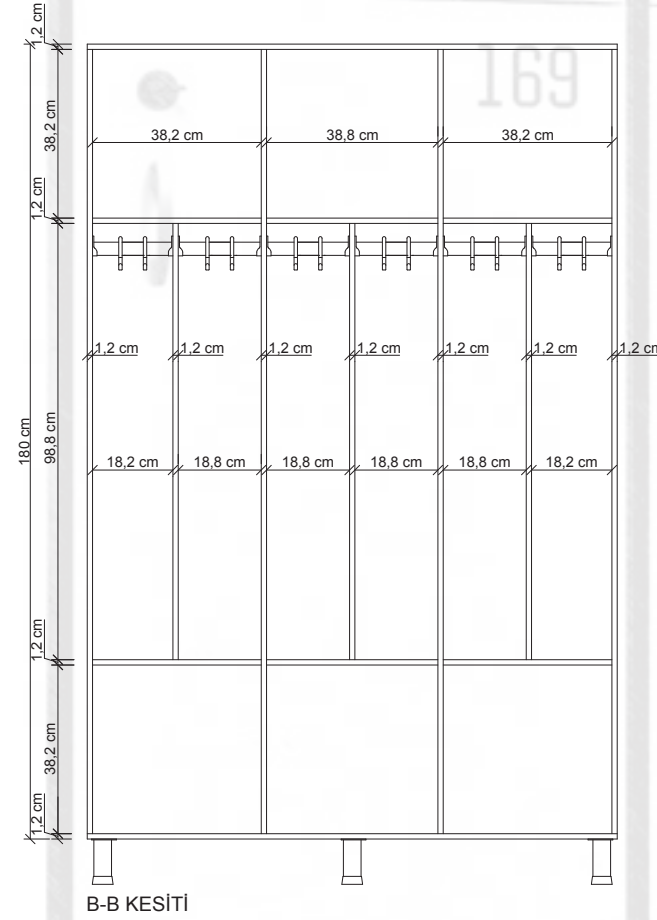 1,2 cm
169
38,2 cm
38,2 cm 38,8 cm 38,2 cm
1,2 cm
1,2 cm 1,2 cm 1,2 cm 1,2 cm 1,2 cm 1,2 cm 1,2 cm
180 cm
98,8 cm
18,2 cm 18,8 cm 18,8 cm 18,8 cm 18,8 cm 18,2 cm
1,2 cm
38,2 cm
1,2 cm
B-B KESİTİ